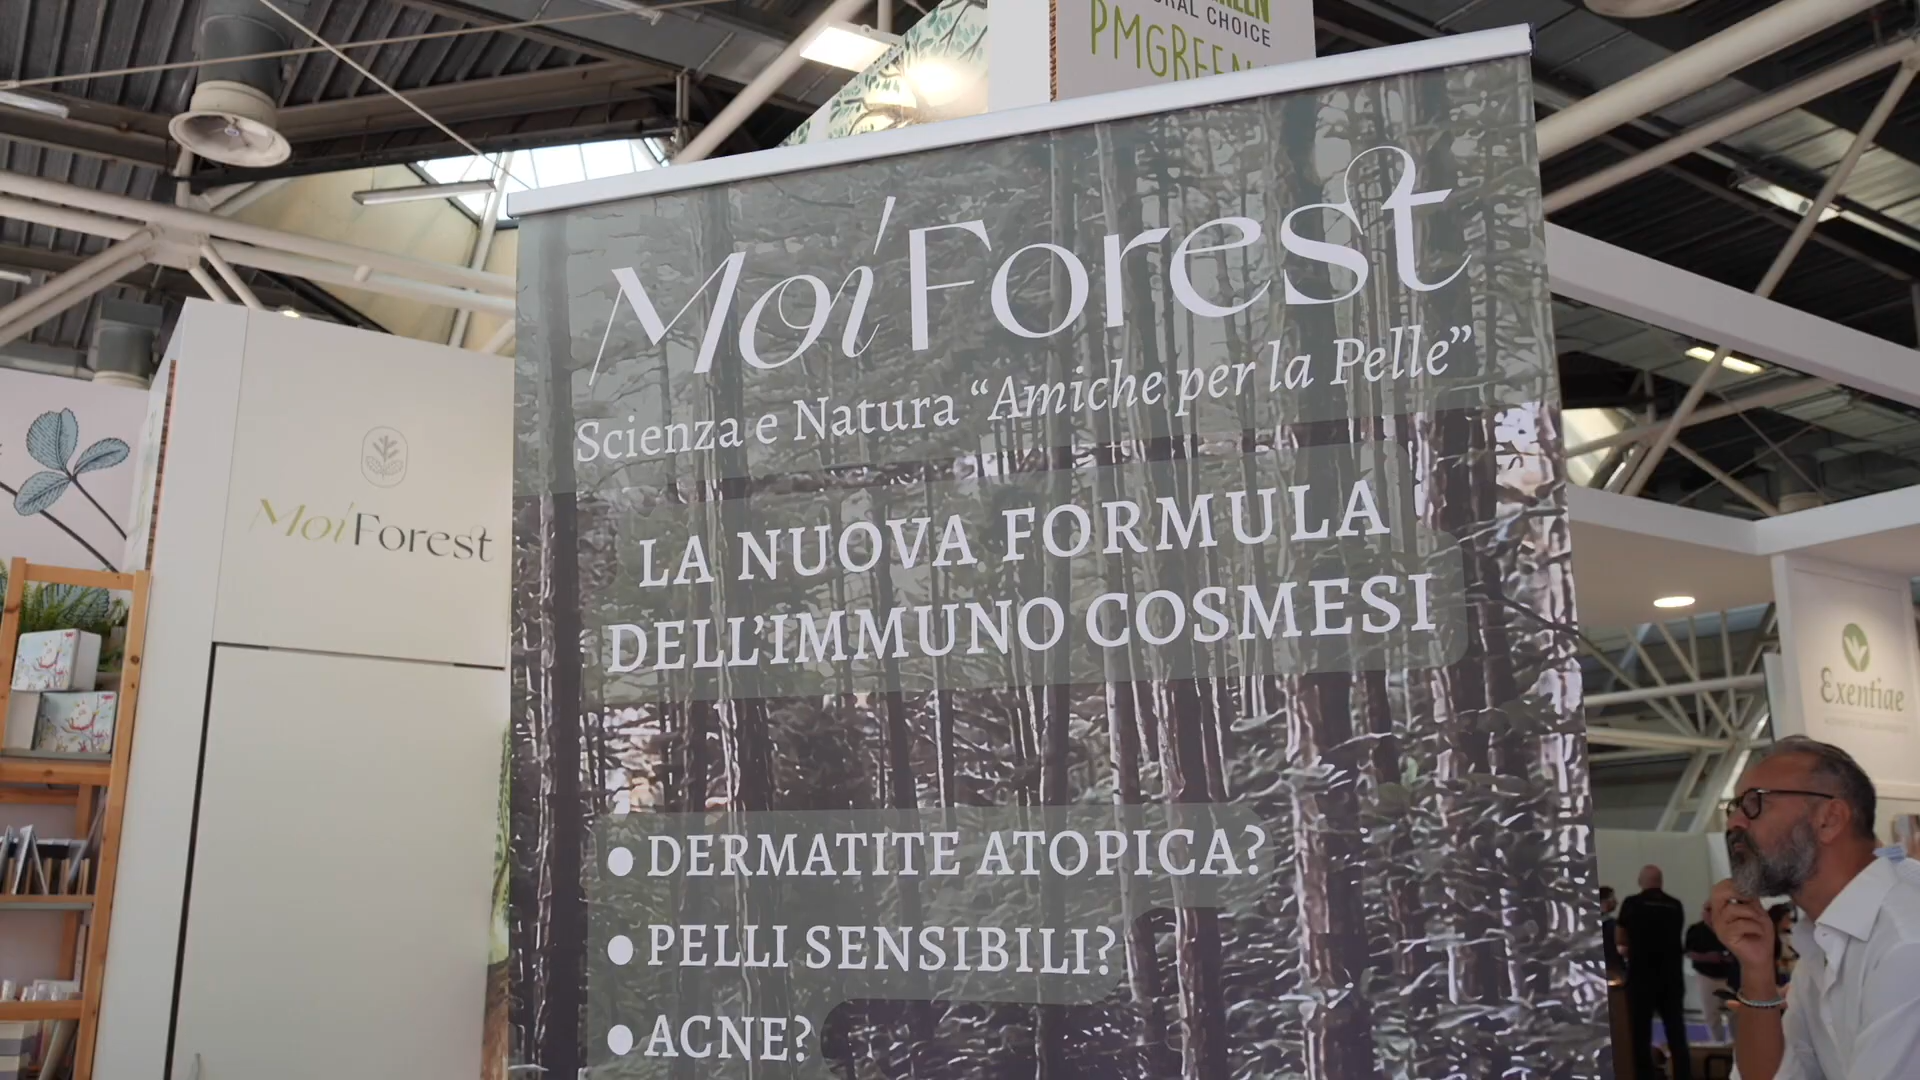 CHOICE
PMGREEN
MoiForest
Scienza e Natura “Amiche per la Pelle”
LA NUOVA FORMULA
DELL’IMMUNO COSMESI
● DERMATITE ATOPICA?
● PELLI SENSIBILI?
● ACNE?
MoiForest
Exentiae